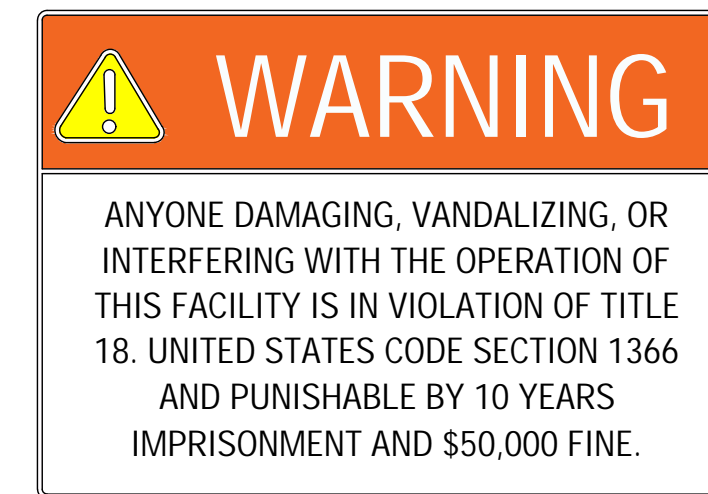 WARNING
ANYONE DAMAGING, VANDALIZING, OR
INTERFERING WITH THE OPERATION OF
THIS FACILITY IS IN VIOLATION OF TITLE
18. UNITED STATES CODE SECTION 1366
AND PUNISHABLE BY 10 YEARS
IMPRISONMENT AND $50,000 FINE.